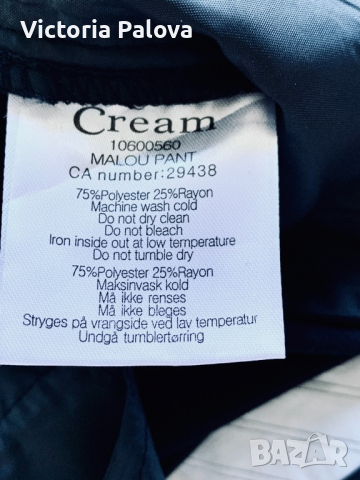 Victoria Palova
Cream
10600560
MALOU PANT
CA number:29438
75%Polyester 25%Rayon
Machine wash cold
Do not dry clean
Do not bleach
Iron inside out at low temperature
Do not tumble dry
75%Polyester 25%Rayon
Maksinvask kold
Må ikke renses
Må ikke bleges
Stryges på vrangside ved lav temperatur
Undgå tumblertørring
BAZAR